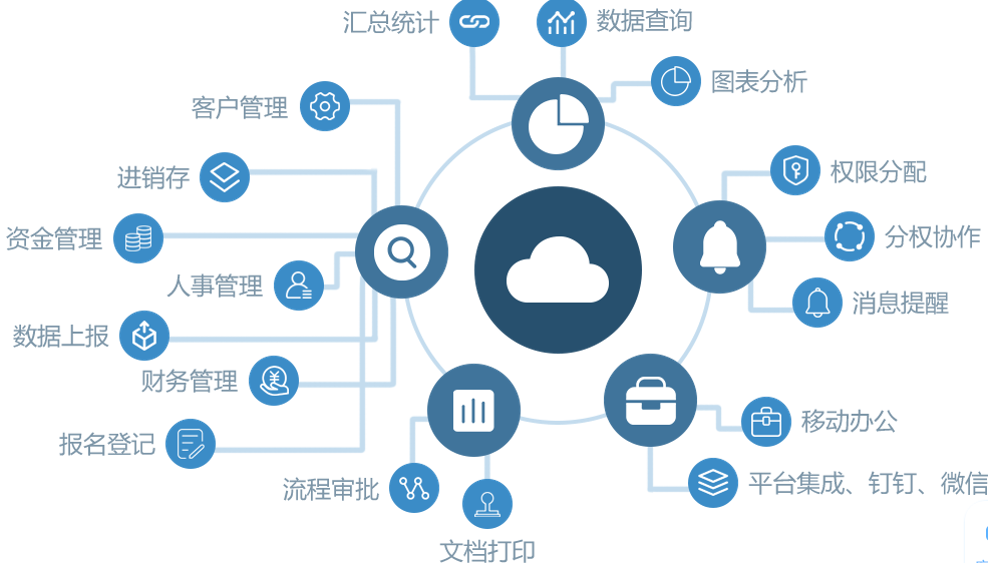 汇总统计
数据查询
图表分析
客户管理
进销存
权限分配
资金管理
分权协作
人事管理
消息提醒
数据上报
财务管理
移动办公
报名登记
流程审批
平台集成、钉钉、微信
文档打印